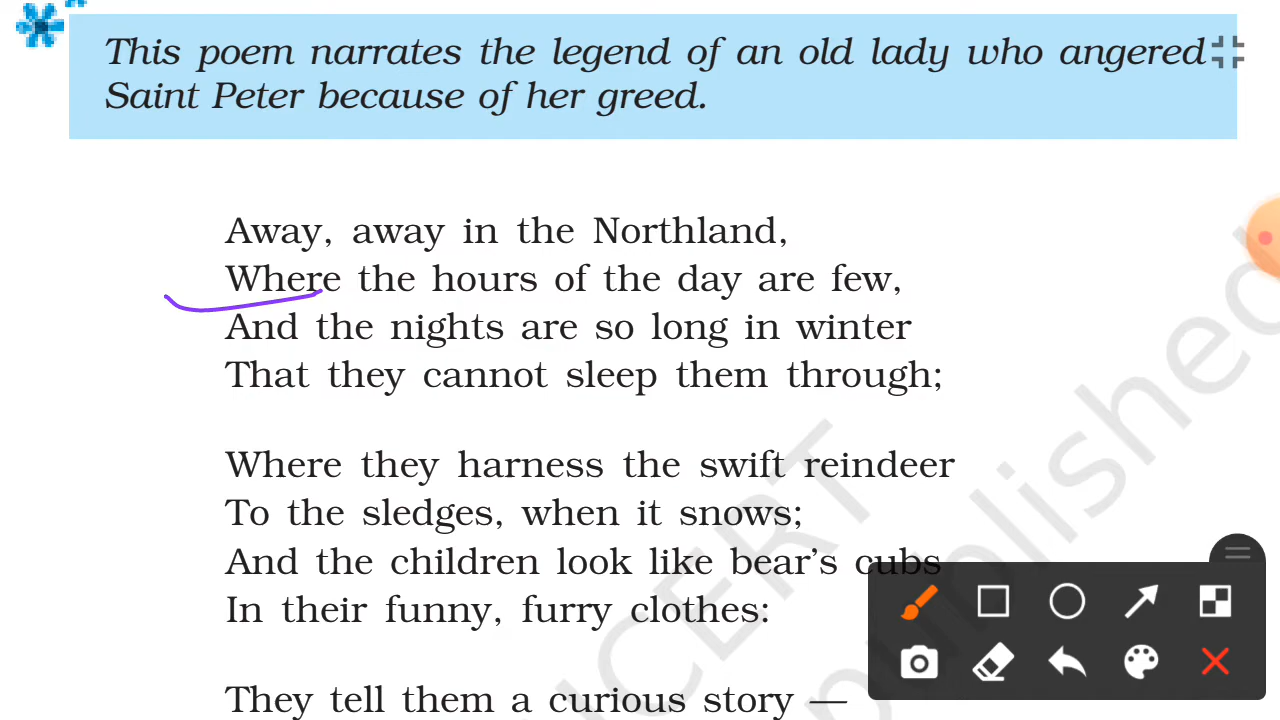 This poem narrates the legend of an old lady who angered
Saint Peter because of her greed.
Away, away in the Northland,
Where the hours of the day are few,
And the nights are so long in winter
That they cannot sleep them through;
Where they harness the swift reindeer
To the sledges, when it snows;
And the children look like bear's cubs
In their funny, furry clothes:
They tell them a curious story —
NCERT
published